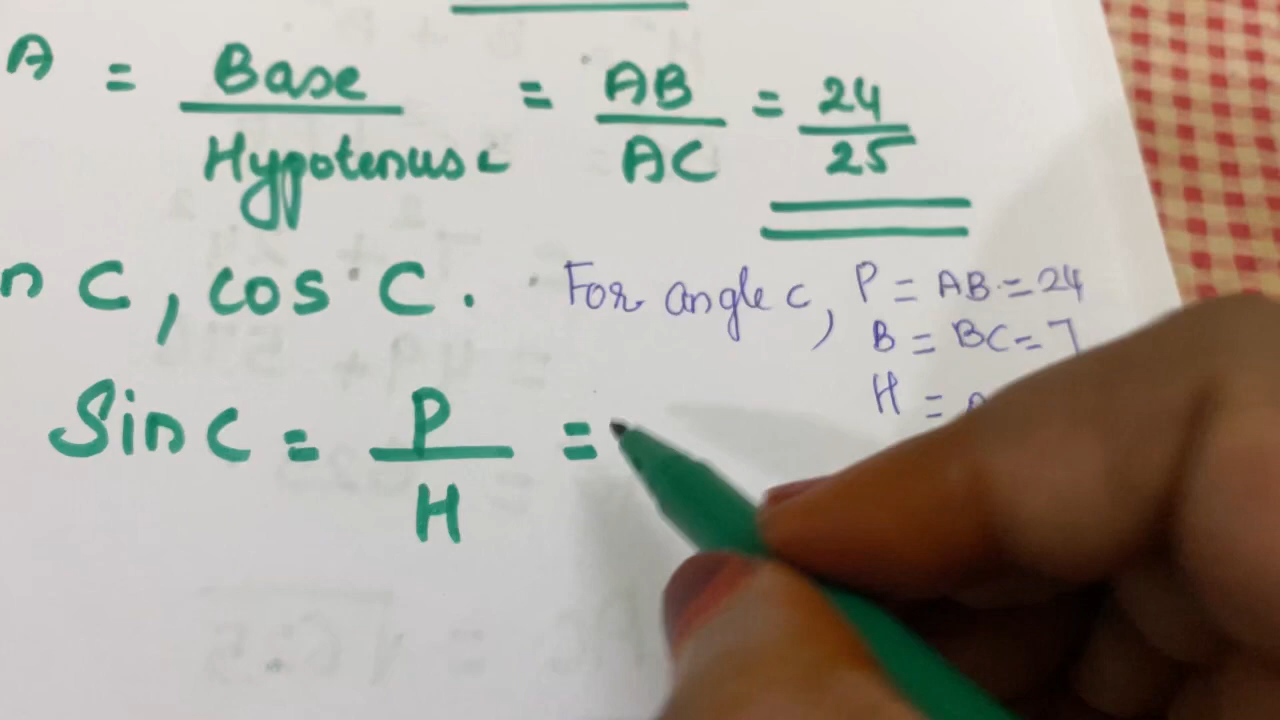 A = Base / Hypotenuse = AB / AC = 24 / 25
n C, cos C.
For angle c, P = AB = 24
B = BC = 7
H =
Sin C = P / H =